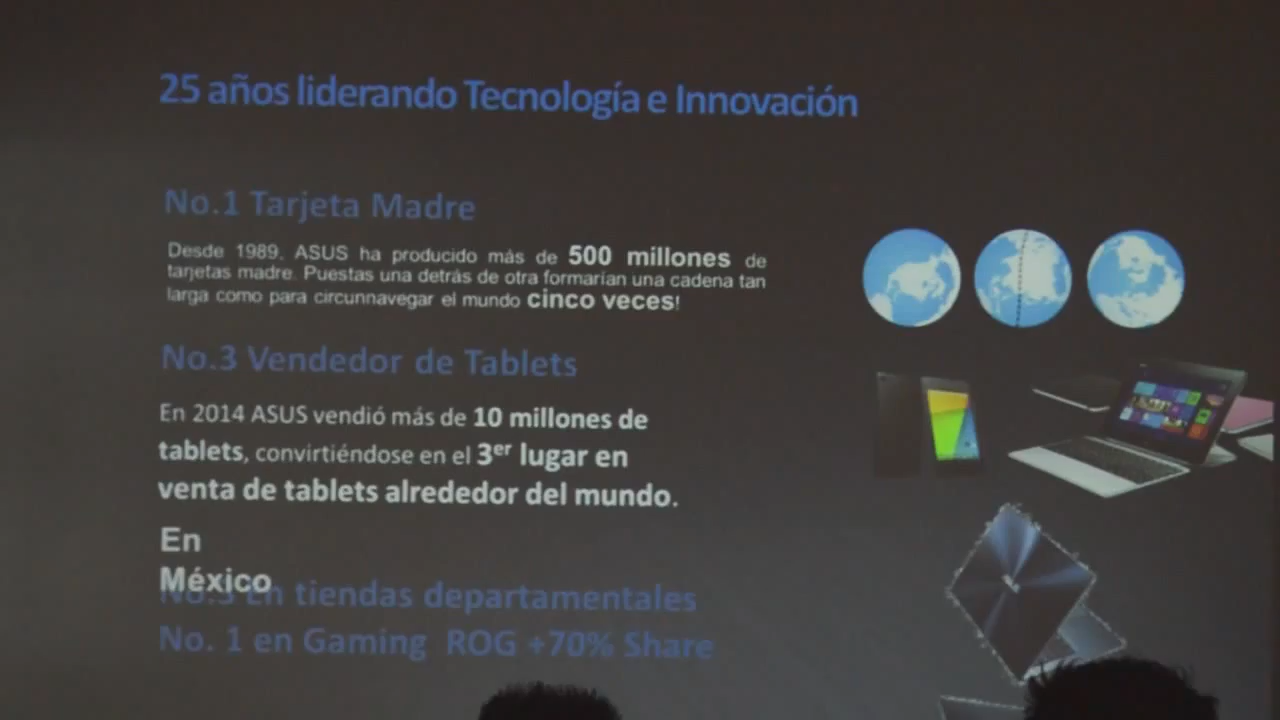 25 años liderando Tecnología e Innovación
No.1 Tarjeta Madre
Desde 1989, ASUS ha producido más de 500 millones de
tarjetas madre. Puestas una detrás de otra formarían una cadena tan
larga como para circunnavegar el mundo cinco veces!
No.3 Vendedor de Tablets
En 2014 ASUS vendió más de 10 millones de
tablets, convirtiéndose en el 3er lugar en
venta de tablets alrededor del mundo.
En
México
No.3 En tiendas departamentales
No. 1 en Gaming ROG +70% Share